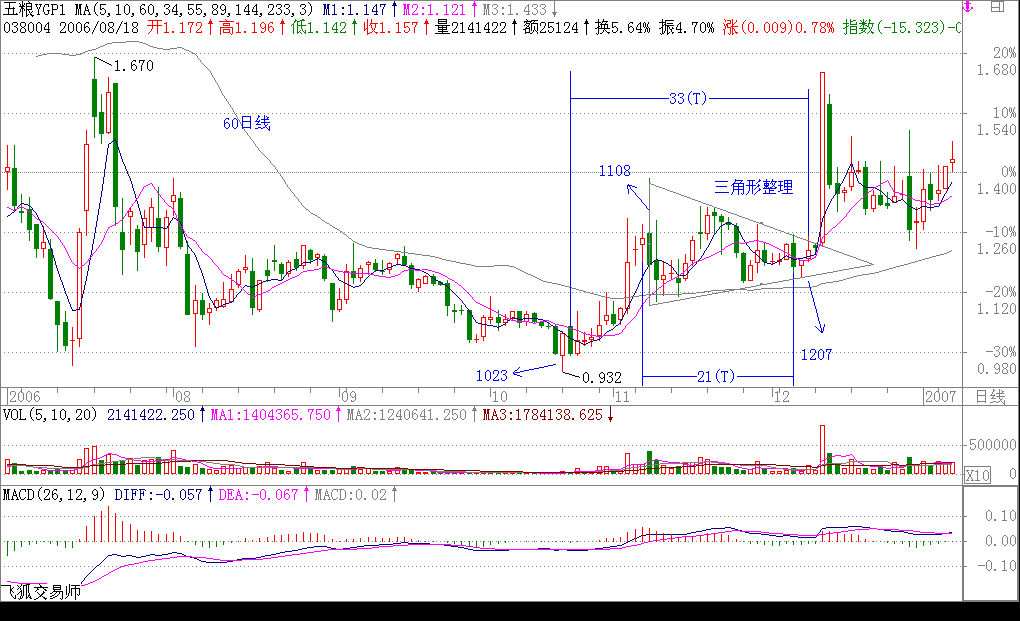 五粮YGP1 MA(5,10,60,34,55,89,144,233,3) M1:1.147↑M2:1.121↑M3:1.433↓
038004 2006/08/18 开1.172↑高1.196↑低1.142↑收1.157↑量2141422↑额25124↑换5.64% 振4.70% 涨(0.009)0.78% 指数(-15.323)-0
20%
1.670
1.680
33(T)
10%
60日线
1.540
1108
0%
三角形整理
1.400
-10%
1.260
-20%
1.120
-30%
1207
0.980
1023
0.932
21(T)
2006 08 09 10 11 12 2007 日线
VOL(5,10,20) 2141422.250↑MA1:1404365.750↑MA2:1240641.250↑MA3:1784138.625↓
5000000
X10
0
MACD(26,12,9) DIFF:-0.057↑DEA:-0.067↑MACD:0.02↑
0.10
0.00
-0.10
飞狐交易师